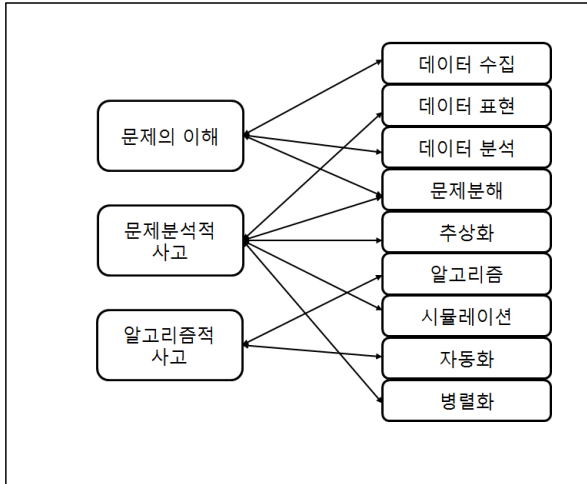 문제의 이해
문제분석적
사고
알고리즘적
사고
데이터 수집
데이터 표현
데이터 분석
문제분해
추상화
알고리즘
시뮬레이션
자동화
병렬화